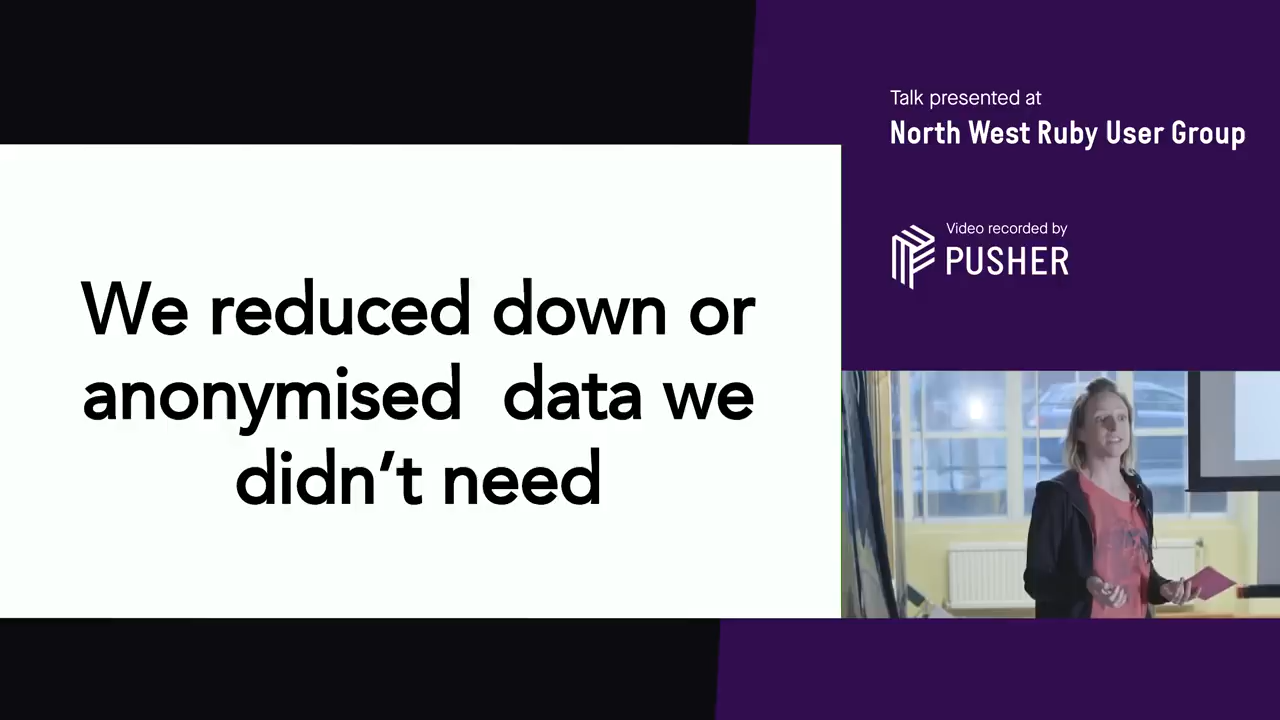 We reduced down or
anonymised  data we
didn’t need
Talk presented at
North West Ruby User Group
Video recorded by
PUSHER